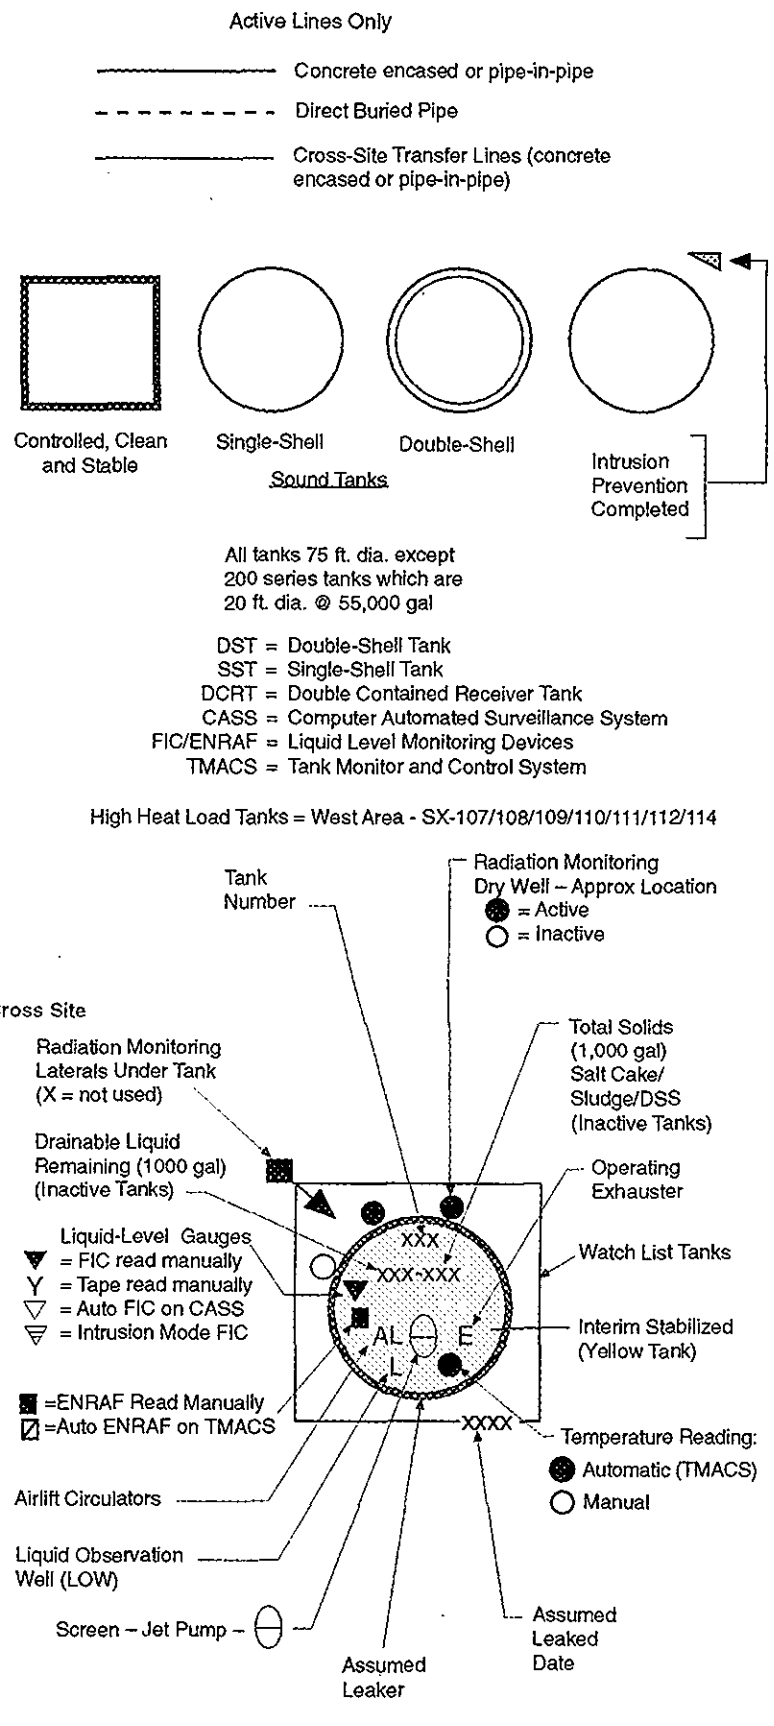 Active Lines Only
Concrete encased or pipe-in-pipe
Direct Buried Pipe
Cross-Site Transfer Lines (concrete
encased or pipe-in-pipe)
Controlled, Clean
and Stable
Single-Shell
Double-Shell
Sound Tanks
Intrusion
Prevention
Completed
All tanks 75 ft. dia. except
200 series tanks which are
20 ft. dia. @ 55,000 gal
DST = Double-Shell Tank
SST = Single-Shell Tank
DCRT = Double Contained Receiver Tank
CASS = Computer Automated Surveillance System
FIC/ENRAF = Liquid Level Monitoring Devices
TMACS = Tank Monitor and Control System
High Heat Load Tanks = West Area - SX-107/108/109/110/111/112/114
Tank
Number
Radiation Monitoring
Dry Well – Approx Location
= Active
= Inactive
ross Site
Radiation Monitoring
Laterals Under Tank
(X = not used)
Total Solids
(1,000 gal)
Salt Cake/
Sludge/DSS
(Inactive Tanks)
Drainable Liquid
Remaining (1000 gal)
(Inactive Tanks)
Operating
Exhauster
Liquid-Level Gauges
= FIC read manually
Y = Tape read manually
= Auto FIC on CASS
= Intrusion Mode FIC
XXX
XXX-XXX
AL
E
L
Watch List Tanks
Interim Stabilized
(Yellow Tank)
=ENRAF Read Manually
=Auto ENRAF on TMACS
XXXX
Temperature Reading:
Automatic (TMACS)
Manual
Airlift Circulators
Liquid Observation
Well (LOW)
Screen – Jet Pump –
Assumed
Leaker
Assumed
Leaked
Date